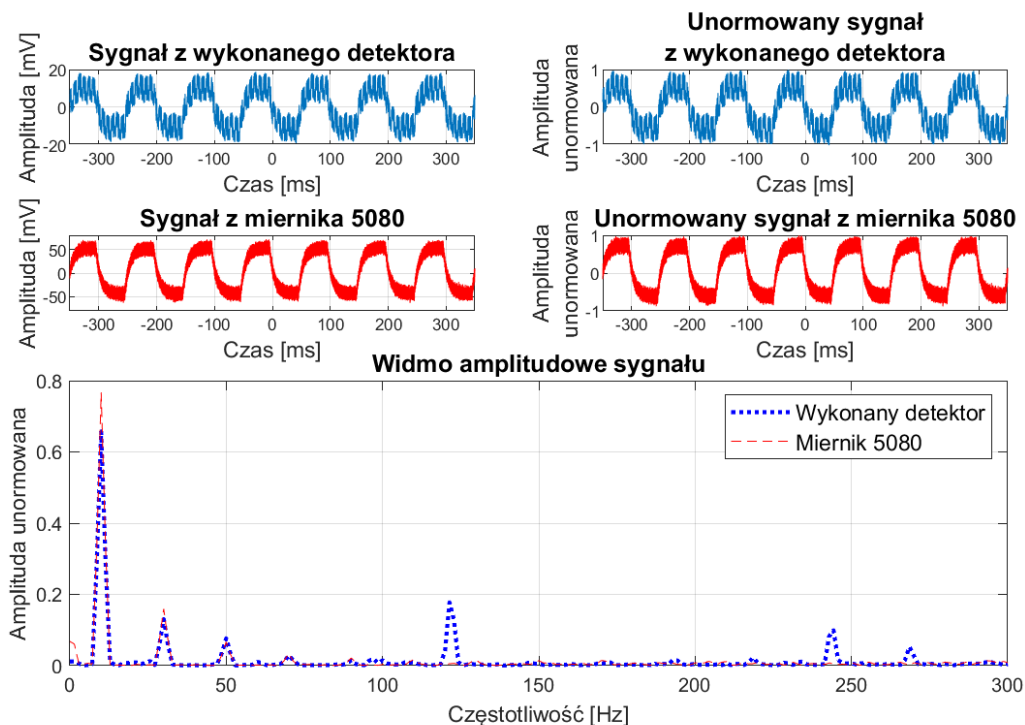 Sygnał z wykonanego detektora
Amplituda [mV]
20
0
-20
-300 -200 -100 0 100 200 300
Czas [ms]
Unormowany sygnał
z wykonanego detektora
Amplituda
unormowana
1
0
-1
-300 -200 -100 0 100 200 300
Czas [ms]
Sygnał z miernika 5080
Amplituda [mV]
50
0
-50
-300 -200 -100 0 100 200 300
Czas [ms]
Unormowany sygnał z miernika 5080
Amplituda
unormowana
1
0
-1
-300 -200 -100 0 100 200 300
Czas [ms]
Widmo amplitudowe sygnału
Amplituda unormowana
0.8
0.6
0.4
0.2
0
Wykonany detektor
Miernik 5080
0 50 100 150 200 250 300
Częstotliwość [Hz]